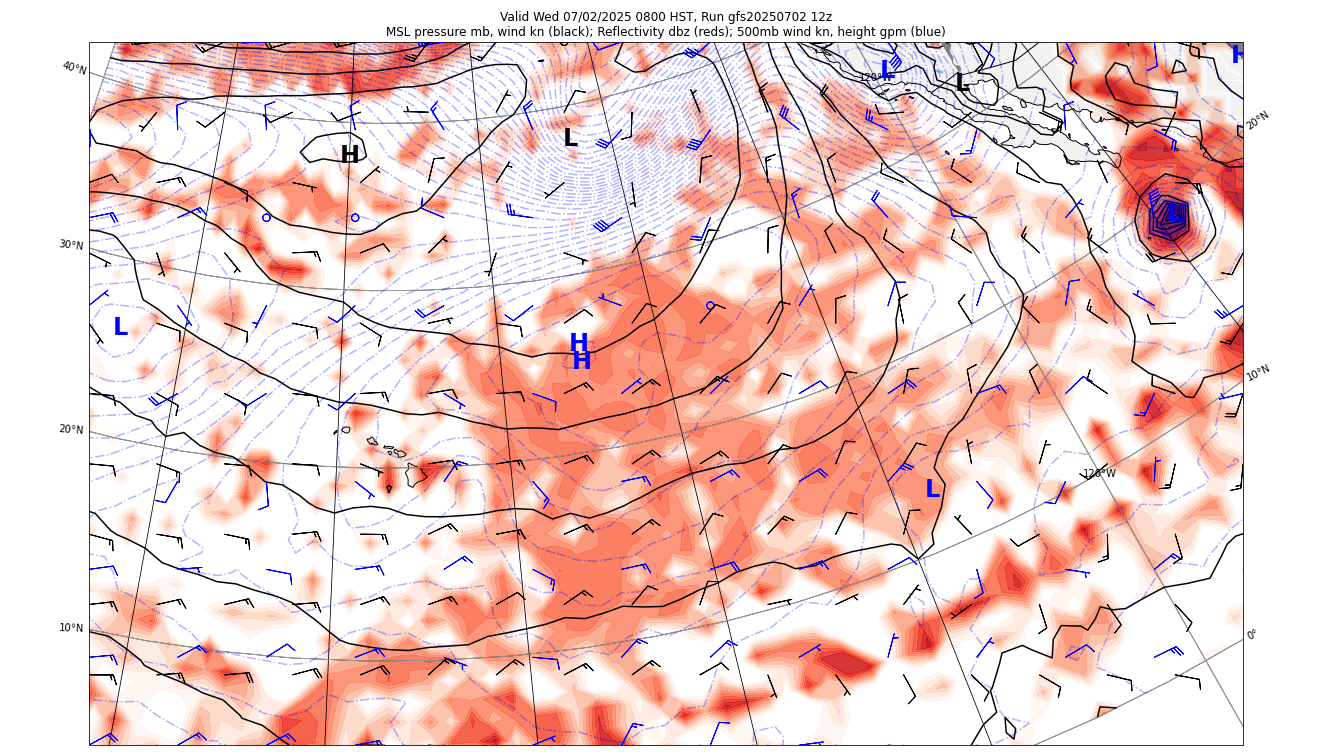 Valid Wed 07/02/2025 0800 HST, Run gfs20250702 12z
MSL pressure mb, wind kn (black); Reflectivity dbz (reds); 500mb wind kn, height gpm (blue)
H
40°N
L
120°W
L
L
20°N
H
L
30°N
L
H
H
10°N
20°N
120°W
L
10°N
0°